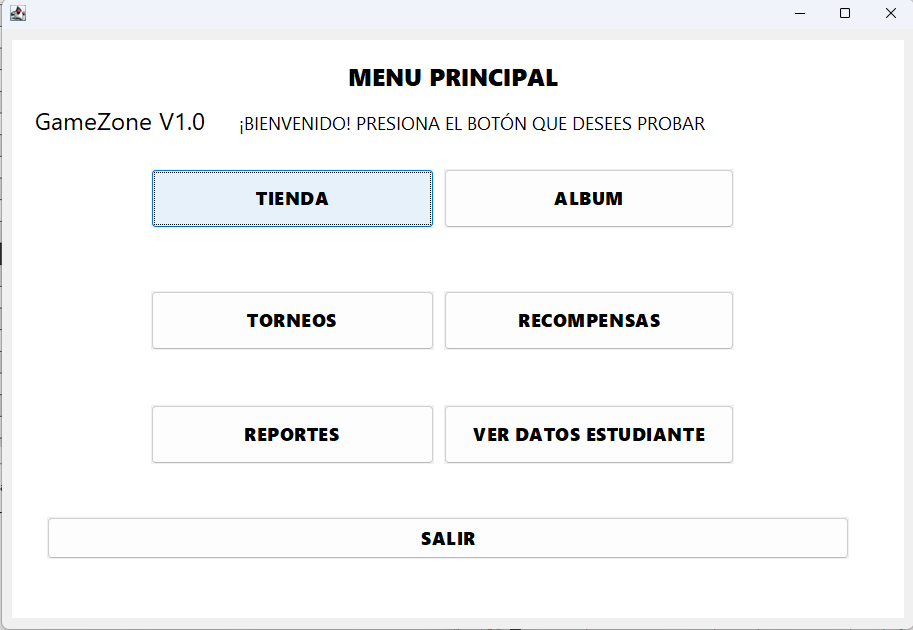 MENU PRINCIPAL
GameZone V1.0 ¡BIENVENIDO! PRESIONA EL BOTÓN QUE DESEES PROBAR
TIENDA ALBUM
TORNEOS RECOMPENSAS
REPORTES VER DATOS ESTUDIANTE
SALIR